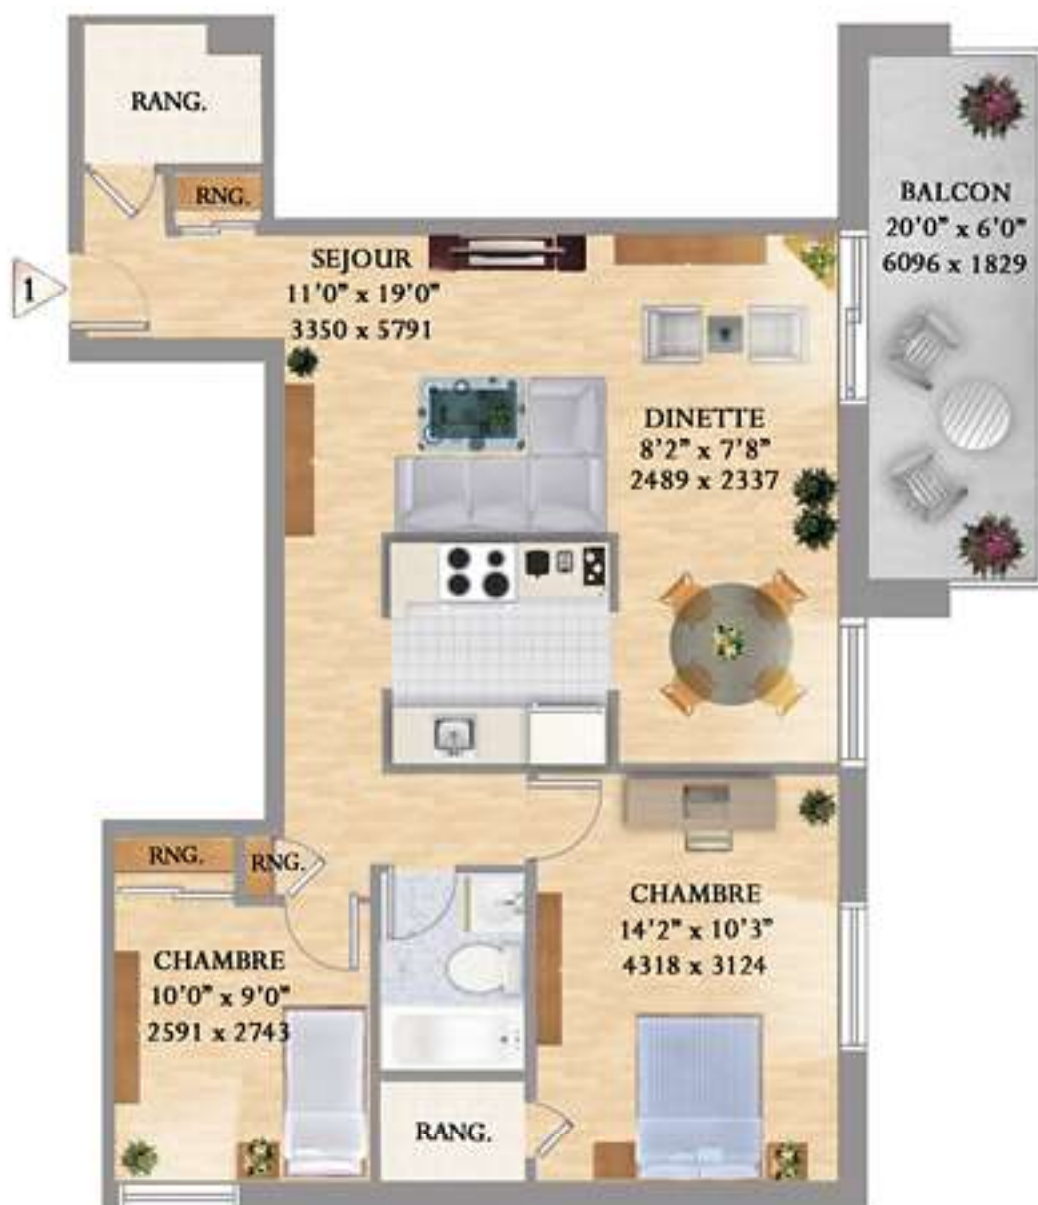 RANG.
RNG.
1
SEJOUR
11'0" x 19'0"
3350 x 5791
BALCON
20'0" x 6'0"
6096 x 1829
DINETTE
8'2" x 7'8"
2489 x 2337
RNG.
RNG.
CHAMBRE
10'0" x 9'0"
2591 x 2743
CHAMBRE
14'2" x 10'3"
4318 x 3124
RANG.